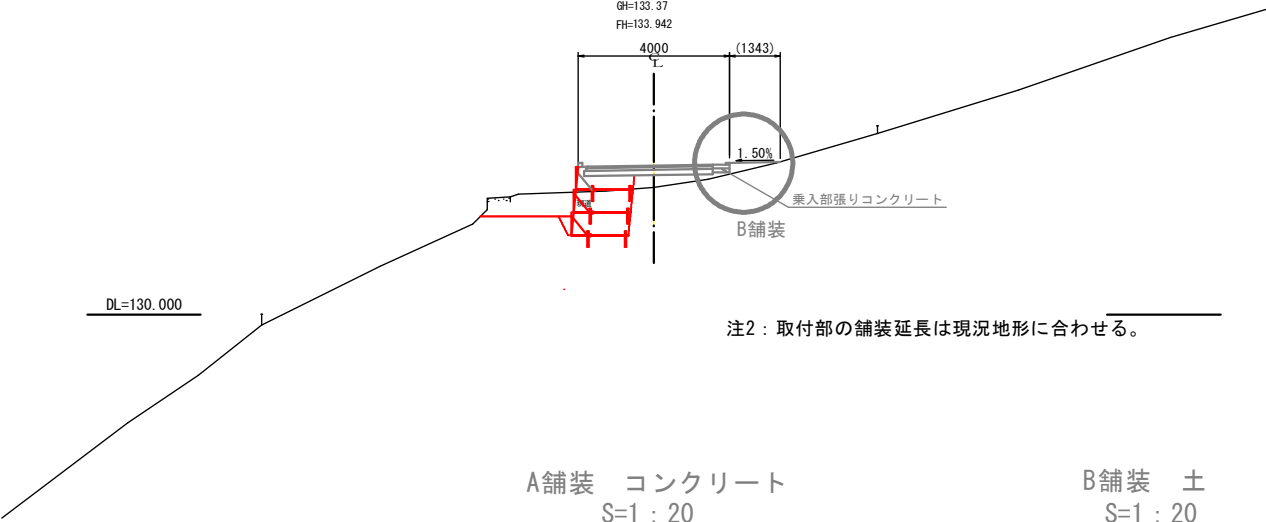 GH=133.37
FH=133.942
4000
(1343)
CL
1.50%
乗入部張りコンクリート
現道
B舗装
DL=130.000
注2：取付部の舗装延長は現況地形に合わせる。
A舗装　コンクリート
S=1：20
B舗装　土
S=1：20